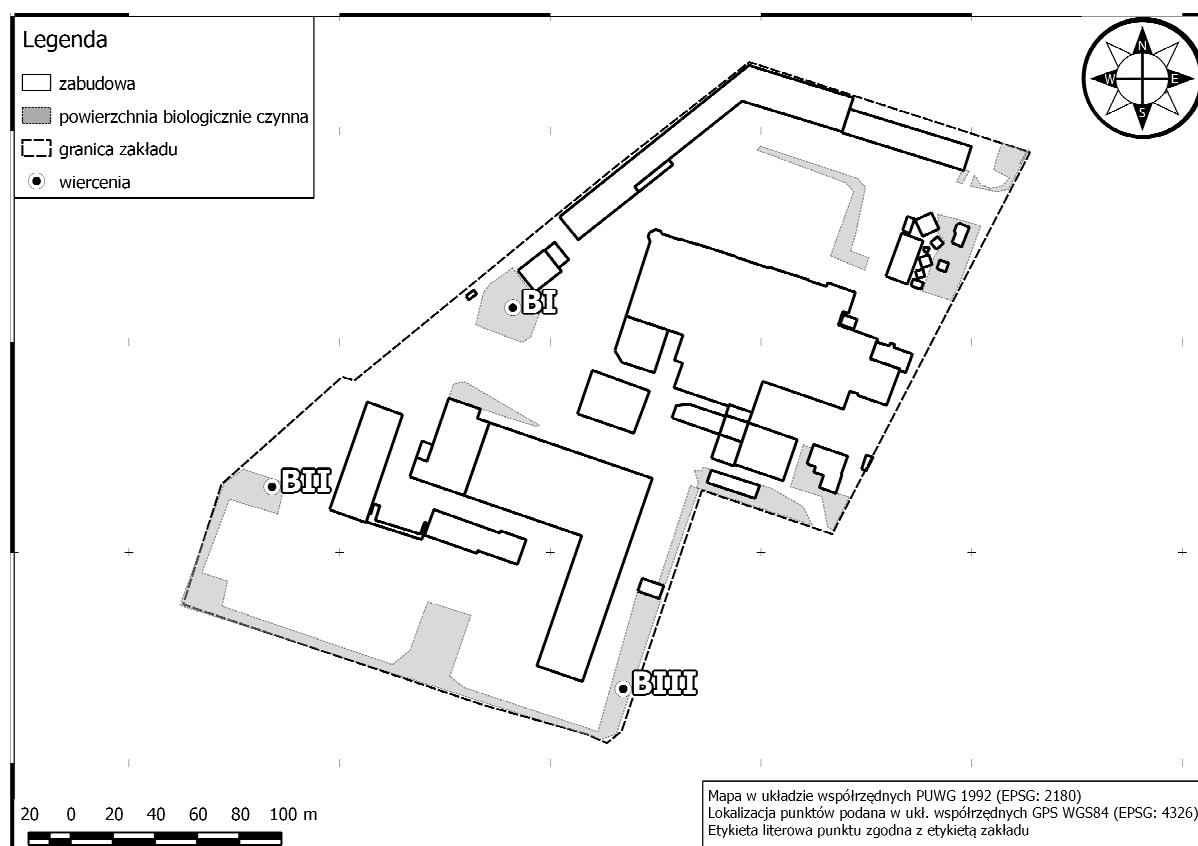 Legenda
zabudowa
powierzchnia biologicznie czynna
granica zakładu
wiercenia
N
W E
S
BI
BII
BIII
20 0 20 40 60 80 100 m
Mapa w układzie współrzędnych PUWG 1992 (EPSG: 2180)
Lokalizacja punktów podana w ukł. współrzędnych GPS WGS84 (EPSG: 4326)
Etykieta literowa punktu zgodna z etykietą zakładu